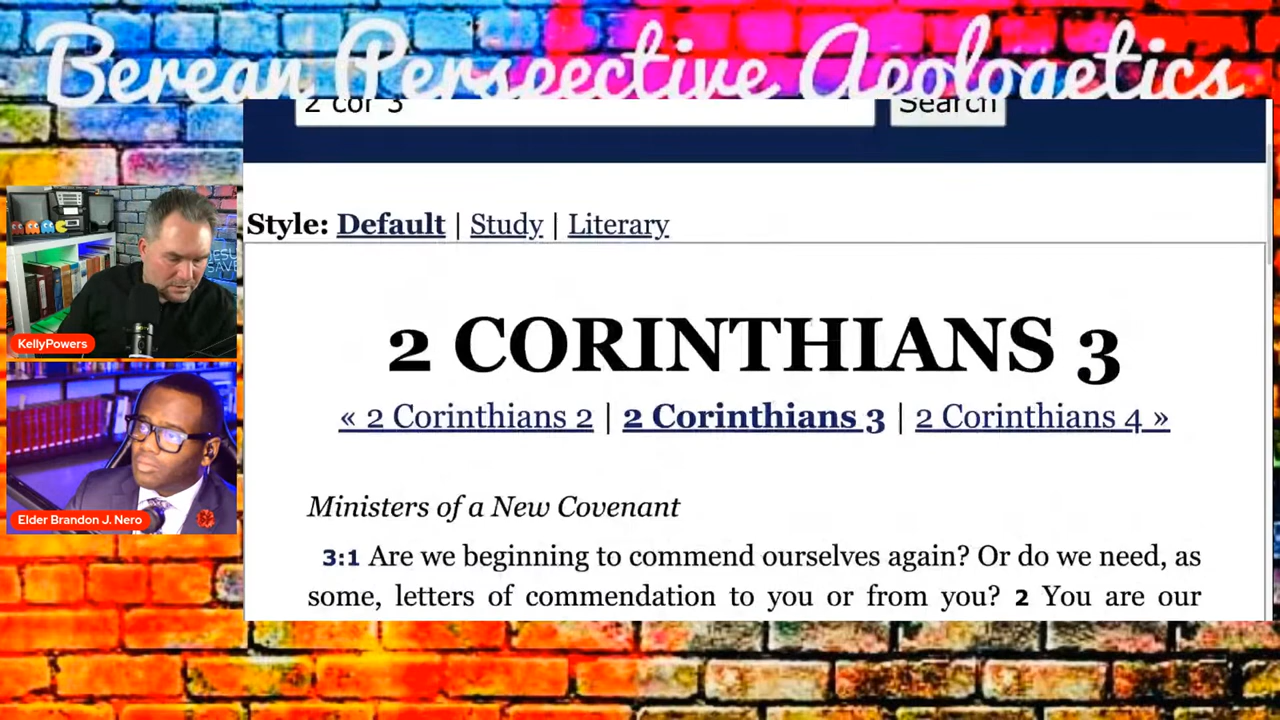 Berean Perspective Apologetics
2 cor 3
Search
Style: Default | Study | Literary
JESUS
SAVES
KellyPowers
2 CORINTHIANS 3
« 2 Corinthians 2 | 2 Corinthians 3 | 2 Corinthians 4 »
Elder Brandon J. Nero
Ministers of a New Covenant
3:1 Are we beginning to commend ourselves again? Or do we need, as
some, letters of commendation to you or from you? 2 You are our